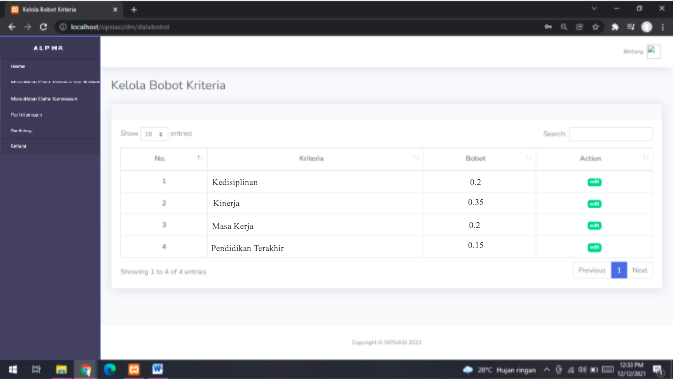 Kelola Bobot Kriteria
localhost/sipsiasi/dm/databobot
ALPHA
Home
Masukkan Data Karyawan
Perhitungan
Bintang
Kelola Bobot Kriteria
Show 10 entries
Search:
No. Kriteria Bobot Action
1 Kedisiplinan 0.2 edit
2 Kinerja 0.35 edit
3 Masa Kerja 0.2 edit
4 Pendidikan Terakhir 0.15 edit
Showing 1 to 4 of 4 entries
Previous 1 Next
Copyright © SIPSIASI 2021
28°C Hujan ringan
12:33 PM
12/12/2021